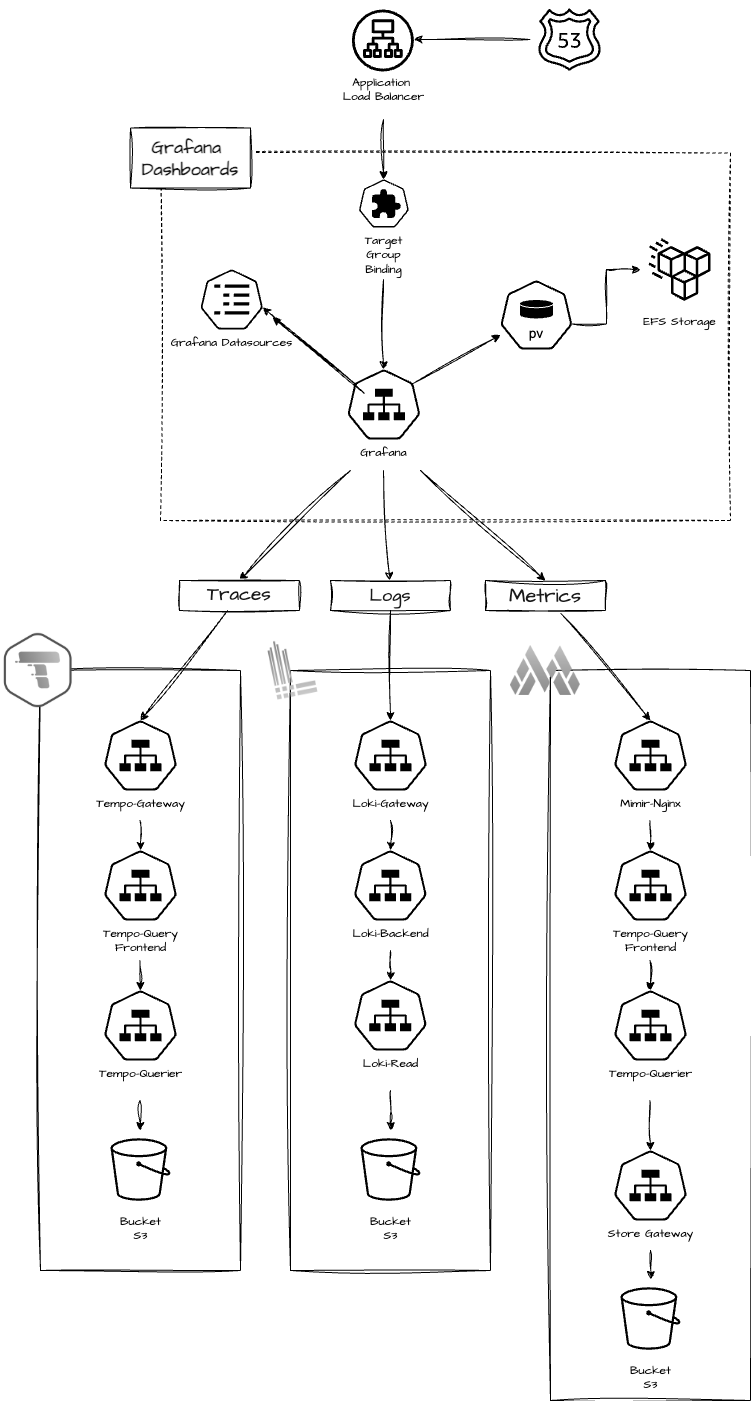 53
Application
Load Balancer
Grafana
Dashboards
Target
Group
Binding
Grafana Datasources
pv
EFS Storage
Grafana
Traces
Logs
Metrics
Tempo-Gateway
Loki-Gateway
Mimir-Nginx
Tempo-Query
Frontend
Loki-Backend
Tempo-Query
Frontend
Tempo-Querier
Loki-Read
Tempo-Querier
Bucket
S3
Bucket
S3
Store Gateway
Bucket
S3